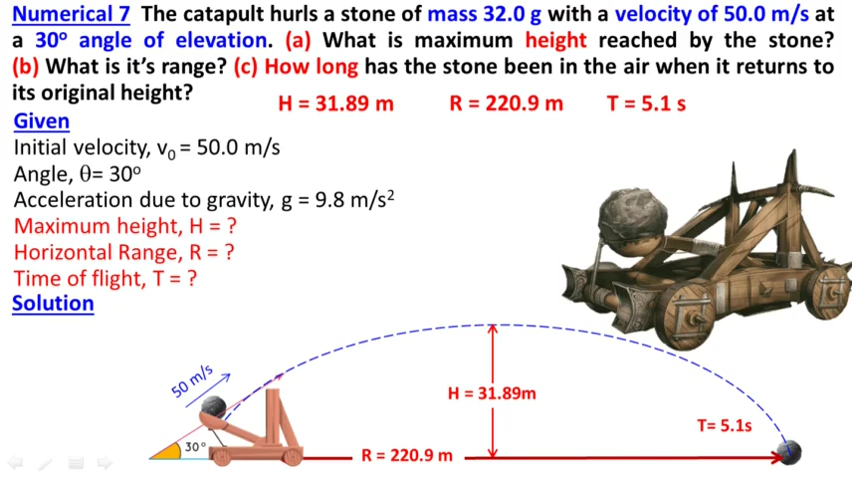 Numerical 7 The catapult hurls a stone of mass 32.0 g with a velocity of 50.0 m/s at
a 30° angle of elevation. (a) What is maximum height reached by the stone?
(b) What is it's range? (c) How long has the stone been in the air when it returns to
its original height?
H = 31.89 m R = 220.9 m T = 5.1 s
Given
Initial velocity, v₀ = 50.0 m/s
Angle, θ= 30°
Acceleration due to gravity, g = 9.8 m/s²
Maximum height, H = ?
Horizontal Range, R = ?
Time of flight, T = ?
Solution
50 m/s
H = 31.89m
T= 5.1s
30°
R = 220.9 m